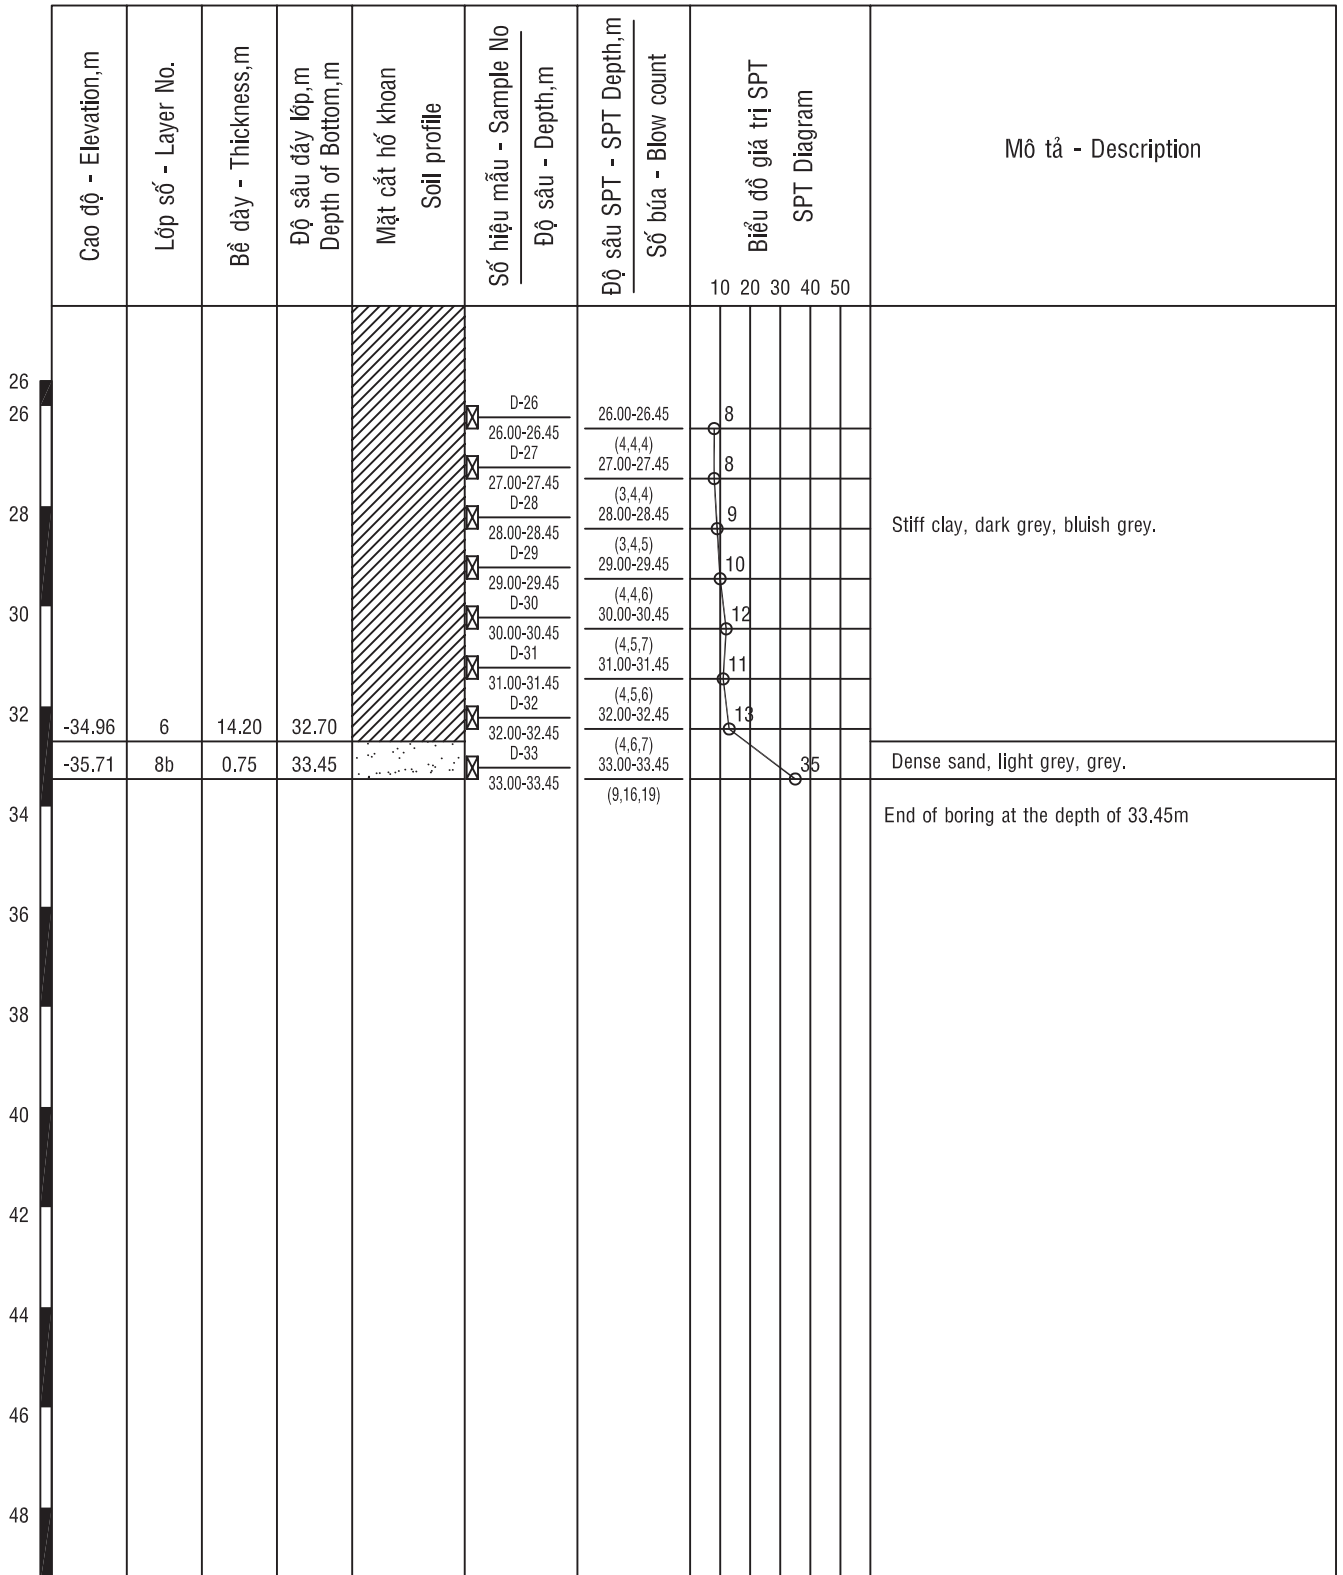 Cao độ - Elevation,m
Lớp số - Layer No.
Bề dày - Thickness,m
Độ sâu đáy lớp,m
Depth of Bottom,m
Mặt cắt hố khoan
Soil profile
Số hiệu mẫu - Sample No
Độ sâu - Depth,m
Độ sâu SPT - SPT Depth,m
Số búa - Blow count
Biểu đồ giá trị SPT
SPT Diagram
10 20 30 40 50
Mô tả - Description
26
26
28
30
32
34
36
38
40
42
44
46
48
-34.96 6 14.20 32.70
-35.71 8b 0.75 33.45
D-26
26.00-26.45
D-27
27.00-27.45
D-28
28.00-28.45
D-29
29.00-29.45
D-30
30.00-30.45
D-31
31.00-31.45
D-32
32.00-32.45
D-33
33.00-33.45
26.00-26.45
(4,4,4)
27.00-27.45
(3,4,4)
28.00-28.45
(3,4,5)
29.00-29.45
(4,4,6)
30.00-30.45
(4,5,7)
31.00-31.45
(4,5,6)
32.00-32.45
(4,6,7)
33.00-33.45
(9,16,19)
8
8
9
10
12
11
13
35
Stiff clay, dark grey, bluish grey.
Dense sand, light grey, grey.
End of boring at the depth of 33.45m